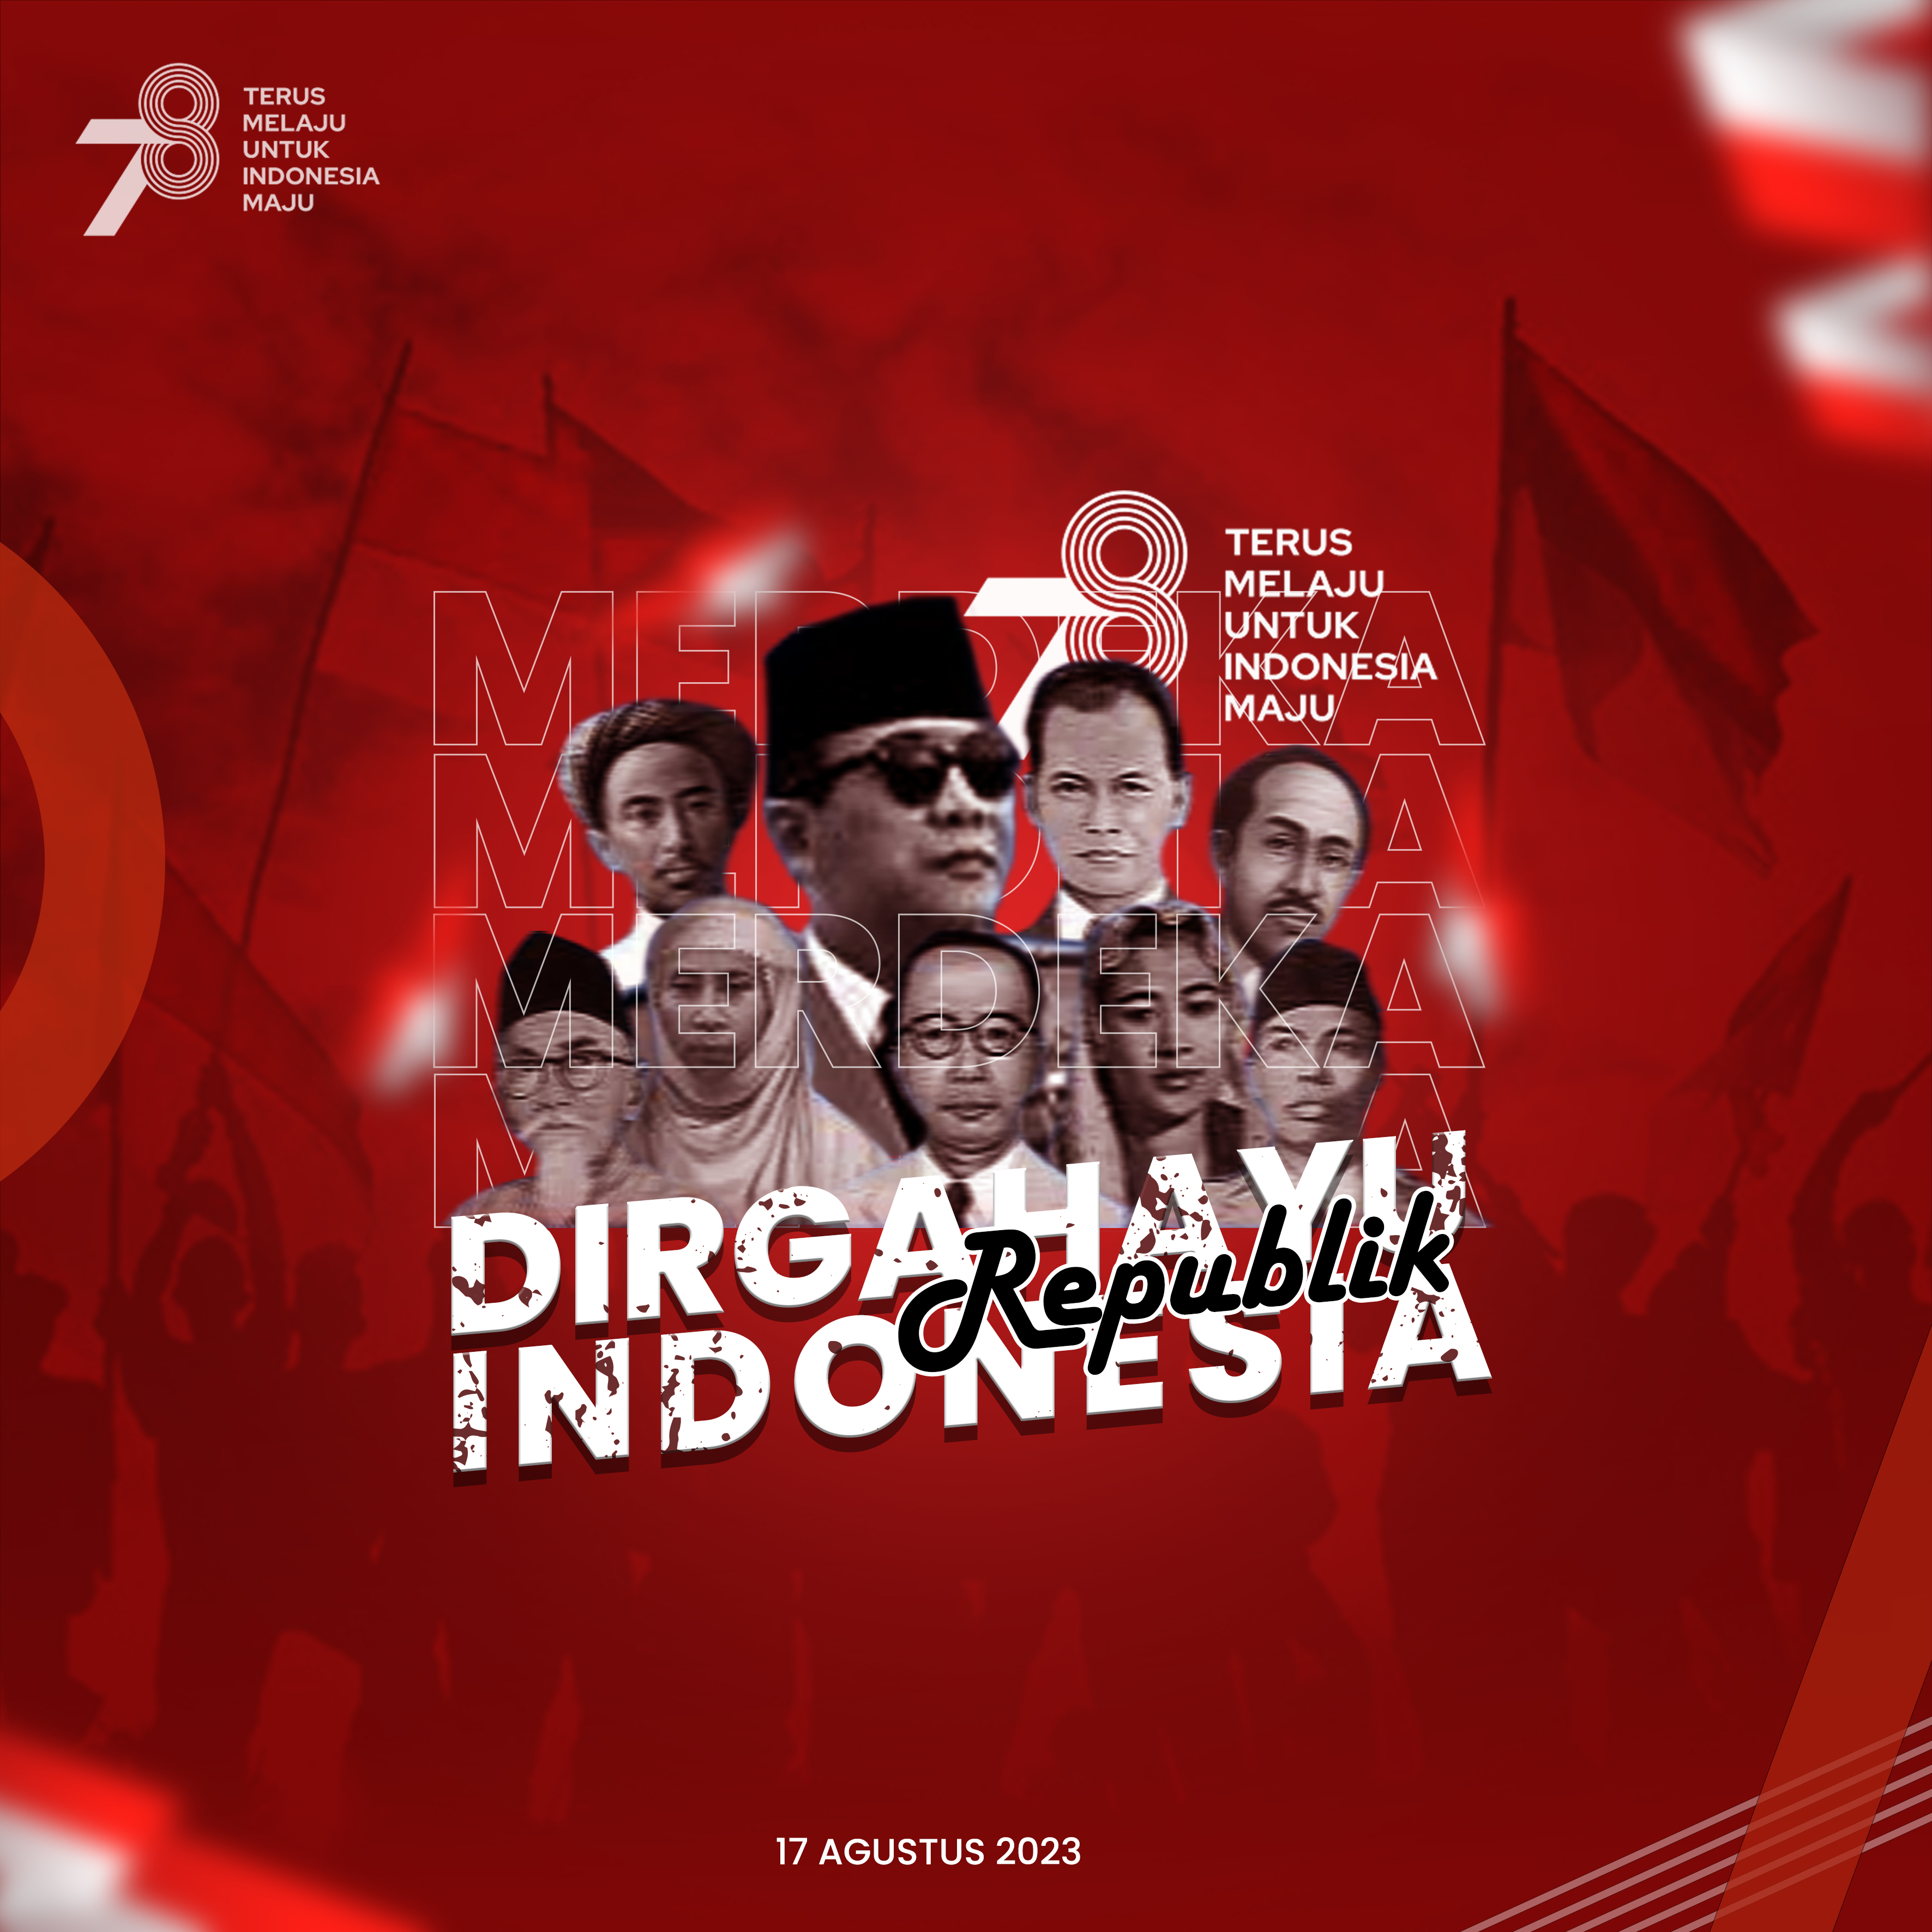 78
TERUS
MELAJU
UNTUK
INDONESIA
MAJU
78
TERUS
MELAJU
UNTUK
INDONESIA
MAJU
MERDEKA
MERDEKA
MERDEKA
DIRGAHAYU
Republik
INDONESIA
17 AGUSTUS 2023